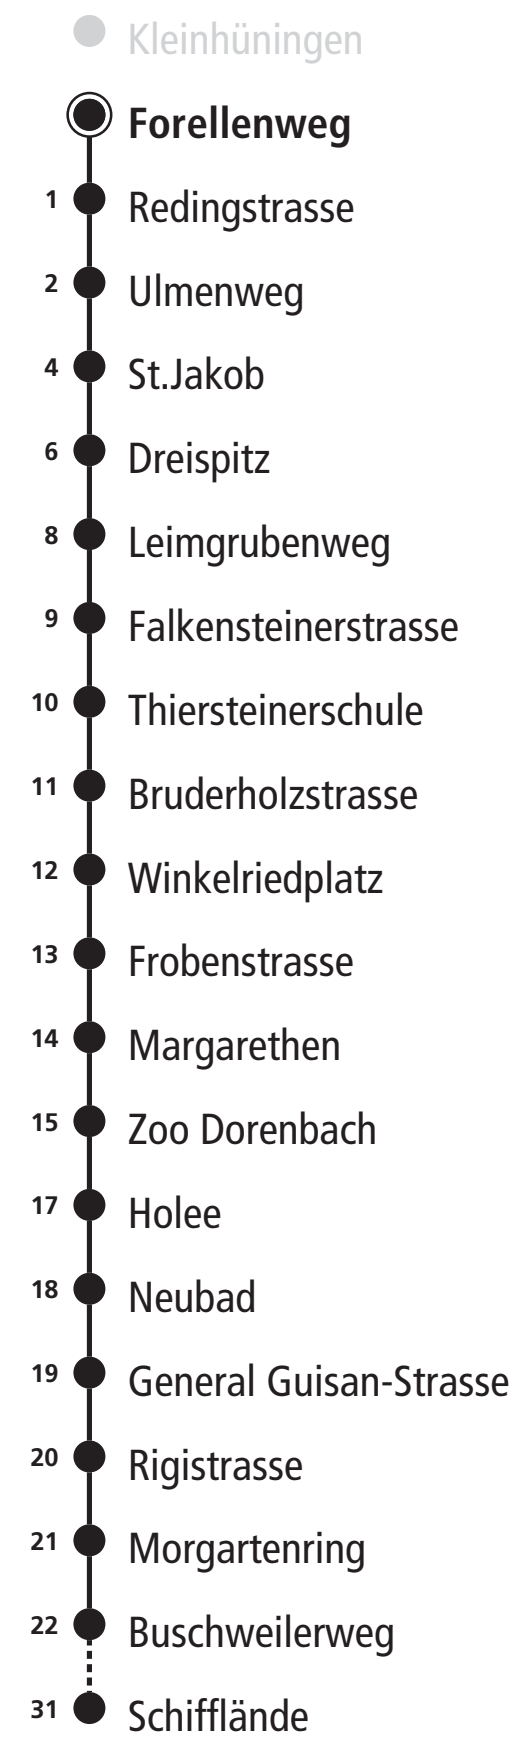 Kleinhüningen
Forellenweg
1 Redingstrasse
2 Ulmenweg
4 St.Jakob
6 Dreispitz
8 Leimgrubenweg
9 Falkensteinerstrasse
10 Thiersteinerschule
11 Bruderholzstrasse
12 Winkelriedplatz
13 Frobenstrasse
14 Margarethen
15 Zoo Dorenbach
17 Holee
18 Neubad
19 General Guisan-Strasse
20 Rigistrasse
21 Morgartenring
22 Buschweilerweg
31 Schifflände